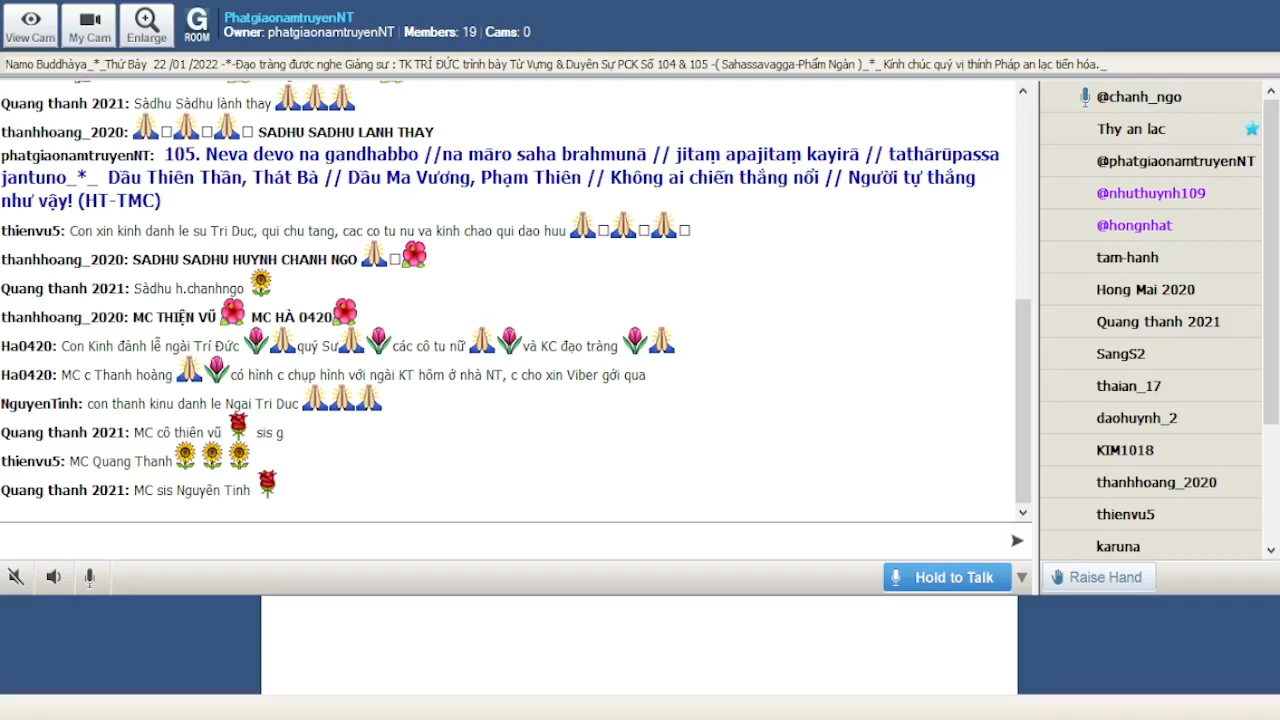 View Cam
My Cam
Enlarge
G
ROOM
PhatgiaonamtruyenNT
Owner: phatgiaonamtruyenNT | Members: 19 | Cams: 0
Namo Buddhàya_*_Thứ Bảy 22 /01 /2022 -*-Đạo tràng được nghe Giảng sư : TK TRÍ ĐỨC trình bày Từ Vựng & Duyên Sự PCK Số 104 & 105 -( Sahassavagga-Phẩm Ngàn )_*_ Kính chúc quý vị thính Pháp an lạc tiến hóa._
Quang thanh 2021: Sàdhu Sàdhu lành thay
thanhhoang_2020: SADHU SADHU LANH THAY
phatgiaonamtruyenNT: 105. Neva devo na gandhabbo //na māro saha brahmunā // jitaṃ apajitaṃ kayirā // tathārūpassa
jantuno_*_ Dầu Thiên Thần, Thát Bà // Dầu Ma Vương, Phạm Thiên // Không ai chiến thắng nổi // Người tự thắng
như vậy! (HT-TMC)
thienvu5: Con xin kinh danh le su Tri Duc, qui chu tang, cac co tu nu va kinh chao qui dao huu
thanhhoang_2020: SADHU SADHU HUYNH CHANH NGO
Quang thanh 2021: Sàdhu h.chanhngo
thanhhoang_2020: MC THIỆN VŨ MC HÀ 0420
Ha0420: Con Kinh đảnh lễ ngài Trí Đức quý Sư các cô tu nữ và KC đạo tràng
Ha0420: MC c Thanh hoàng có hình c chụp hình với ngài KT hôm ở nhà NT, c cho xin Viber gởi qua
NguyenTinh: con thanh kinu danh le Ngai Tri Duc
Quang thanh 2021: MC cô thiên vũ sis g
thienvu5: MC Quang Thanh
Quang thanh 2021: MC sis Nguyên Tinh
Hold to Talk
@chanh_ngo
Thy an lac
@phatgiaonamtruyenNT
@nhuthuynh109
@hongnhat
tam-hanh
Hong Mai 2020
Quang thanh 2021
SangS2
thaian_17
daohuynh_2
KIM1018
thanhhoang_2020
thienvu5
karuna
Raise Hand